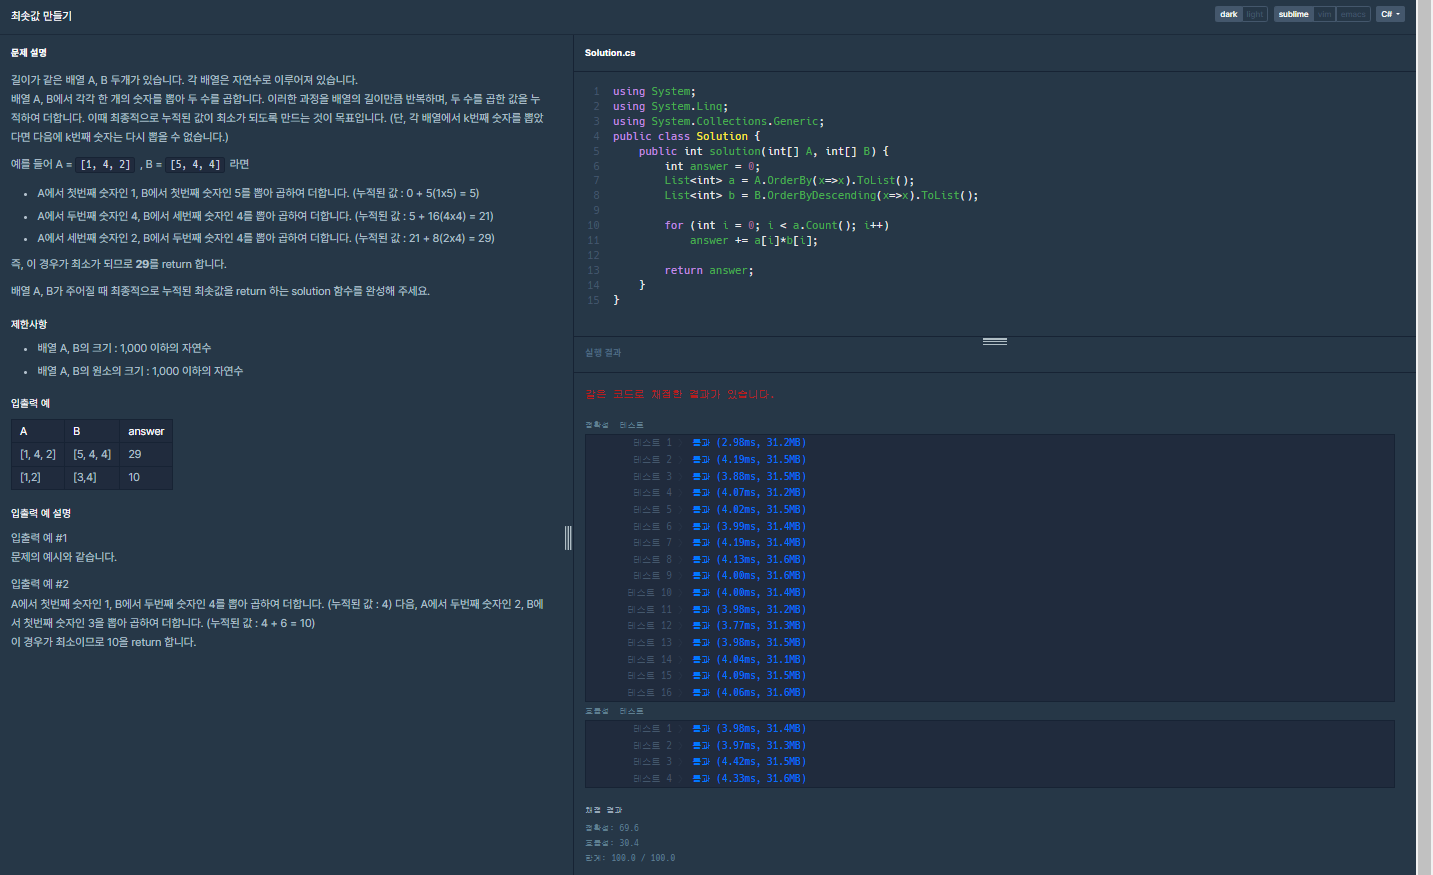 최솟값 만들기
dark light sublime vim emacs C#
문제 설명
길이가 같은 배열 A, B 두개가 있습니다. 각 배열은 자연수로 이루어져 있습니다.
배열 A, B에서 각각 한 개의 숫자를 뽑아 두 수를 곱합니다. 이러한 과정을 배열의 길이만큼 반복하며, 두 수를 곱한 값을 누
적하여 더합니다. 이때 최종적으로 누적된 값이 최소가 되도록 만드는 것이 목표입니다. (단, 각 배열에서 k번째 숫자를 뽑았
다면 다음에 k번째 숫자는 다시 뽑을 수 없습니다.)
예를 들어 A = [1, 4, 2] , B = [5, 4, 4] 라면
• A에서 첫번째 숫자인 1, B에서 첫번째 숫자인 5를 뽑아 곱하여 더합니다. (누적된 값 : 0 + 5(1x5) = 5)
• A에서 두번째 숫자인 4, B에서 세번째 숫자인 4를 뽑아 곱하여 더합니다. (누적된 값 : 5 + 16(4x4) = 21)
• A에서 세번째 숫자인 2, B에서 두번째 숫자인 4를 뽑아 곱하여 더합니다. (누적된 값 : 21 + 8(2x4) = 29)
즉, 이 경우가 최소가 되므로 29를 return 합니다.
배열 A, B가 주어질 때 최종적으로 누적된 최솟값을 return 하는 solution 함수를 완성해 주세요.
제한사항
• 배열 A, B의 크기 : 1,000 이하의 자연수
• 배열 A, B의 원소의 크기 : 1,000 이하의 자연수
입출력 예
A B answer
[1, 4, 2] [5, 4, 4] 29
[1,2] [3,4] 10
입출력 예 설명
입출력 예 #1
문제의 예시와 같습니다.
입출력 예 #2
A에서 첫번째 숫자인 1, B에서 두번째 숫자인 4를 뽑아 곱하여 더합니다. (누적된 값 : 4) 다음, A에서 두번째 숫자인 2, B에
서 첫번째 숫자인 3을 뽑아 곱하여 더합니다. (누적된 값 : 4 + 6 = 10)
이 경우가 최소이므로 10을 return 합니다.
Solution.cs
1 using System;
2 using System.Linq;
3 using System.Collections.Generic;
4 public class Solution {
5 public int solution(int[] A, int[] B) {
6 int answer = 0;
7 List<int> a = A.OrderBy(x=>x).ToList();
8 List<int> b = B.OrderByDescending(x=>x).ToList();
9
10 for (int i = 0; i < a.Count(); i++)
11 answer += a[i]*b[i];
12
13 return answer;
14 }
15 }
실행 결과
같은 코드로 채점한 결과가 있습니다.
정확성 테스트
테스트 1 통과 (2.98ms, 31.2MB)
테스트 2 통과 (4.19ms, 31.5MB)
테스트 3 통과 (3.88ms, 31.5MB)
테스트 4 통과 (4.07ms, 31.2MB)
테스트 5 통과 (4.02ms, 31.5MB)
테스트 6 통과 (3.99ms, 31.4MB)
테스트 7 통과 (4.19ms, 31.4MB)
테스트 8 통과 (4.13ms, 31.6MB)
테스트 9 통과 (4.00ms, 31.6MB)
테스트 10 통과 (4.00ms, 31.4MB)
테스트 11 통과 (3.98ms, 31.2MB)
테스트 12 통과 (3.77ms, 31.3MB)
테스트 13 통과 (3.98ms, 31.5MB)
테스트 14 통과 (4.04ms, 31.1MB)
테스트 15 통과 (4.09ms, 31.5MB)
테스트 16 통과 (4.06ms, 31.6MB)
효율성 테스트
테스트 1 통과 (3.98ms, 31.4MB)
테스트 2 통과 (3.97ms, 31.3MB)
테스트 3 통과 (4.42ms, 31.5MB)
테스트 4 통과 (4.33ms, 31.6MB)
채점 결과
정확성: 69.6
효율성: 30.4
합계: 100.0 / 100.0